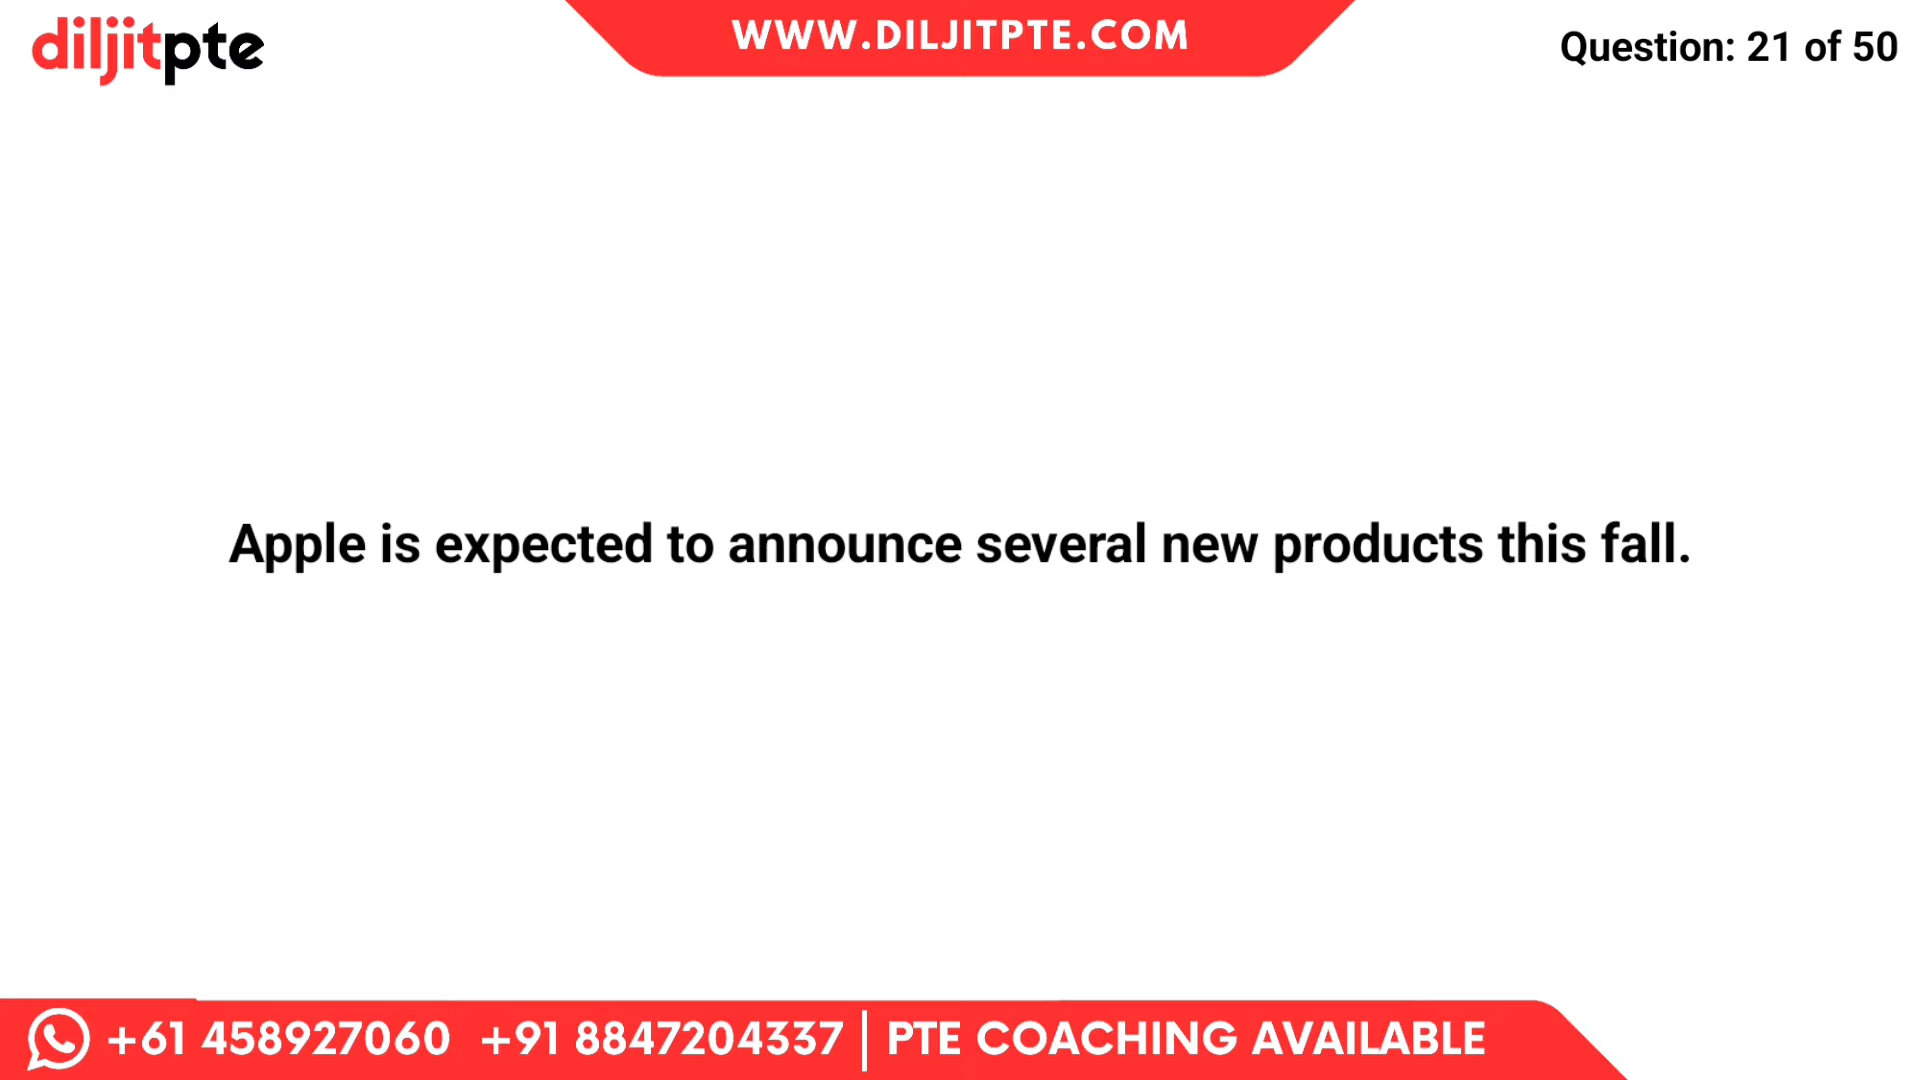 diljitpte
WWW.DILJITPTE.COM
Question: 21 of 50
Apple is expected to announce several new products this fall.
+61 458927060 +91 8847204337 | PTE COACHING AVAILABLE